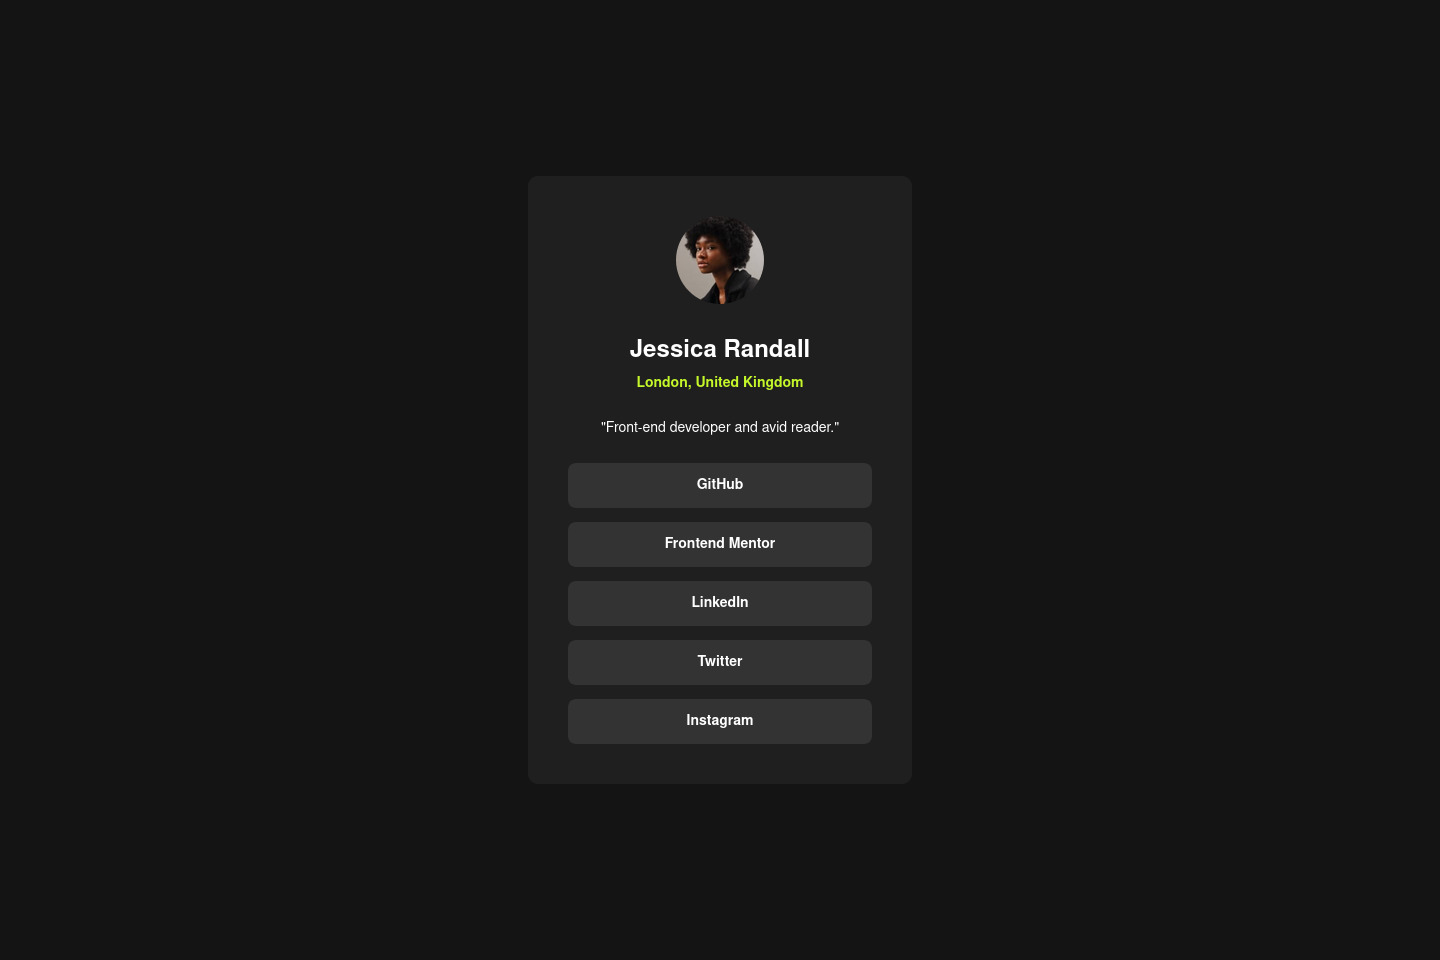 Jessica Randall
London, United Kingdom
"Front-end developer and avid reader."
GitHub
Frontend Mentor
LinkedIn
Twitter
Instagram